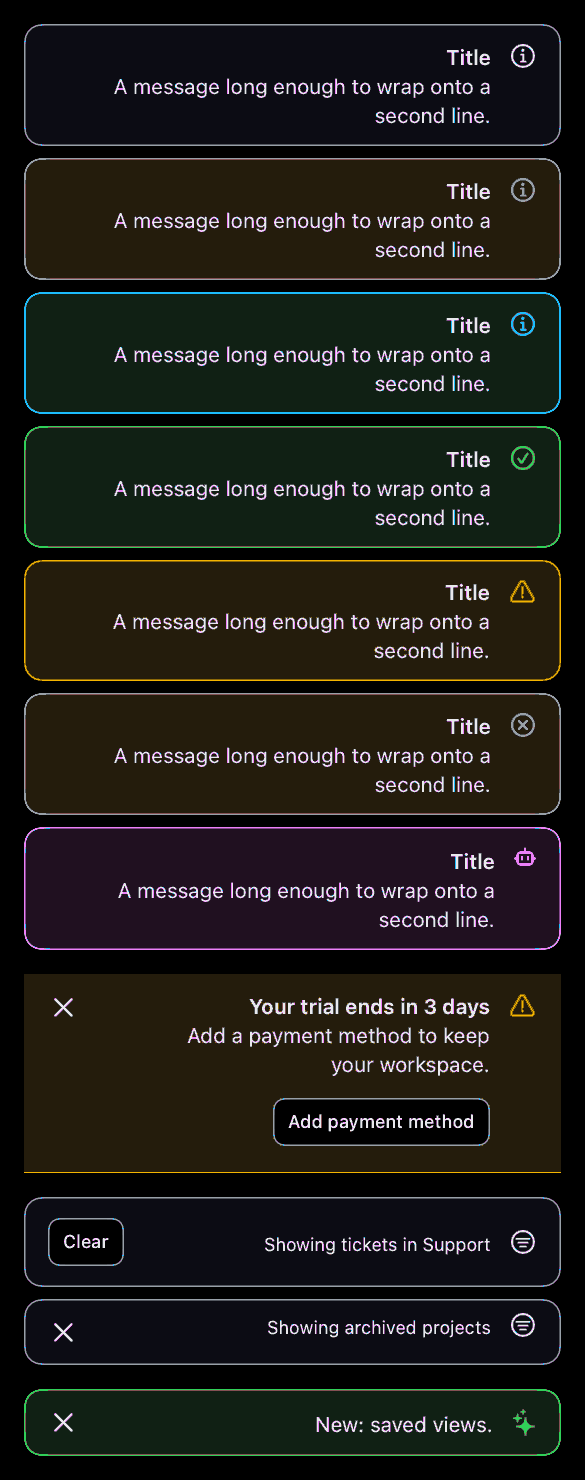 Title
A message long enough to wrap onto a
second line.
Title
A message long enough to wrap onto a
second line.
Title
A message long enough to wrap onto a
second line.
Title
A message long enough to wrap onto a
second line.
Title
A message long enough to wrap onto a
second line.
Title
A message long enough to wrap onto a
second line.
Title
A message long enough to wrap onto a
second line.
Your trial ends in 3 days
Add a payment method to keep
your workspace.
Add payment method
Showing tickets in Support
Clear
Showing archived projects
New: saved views.